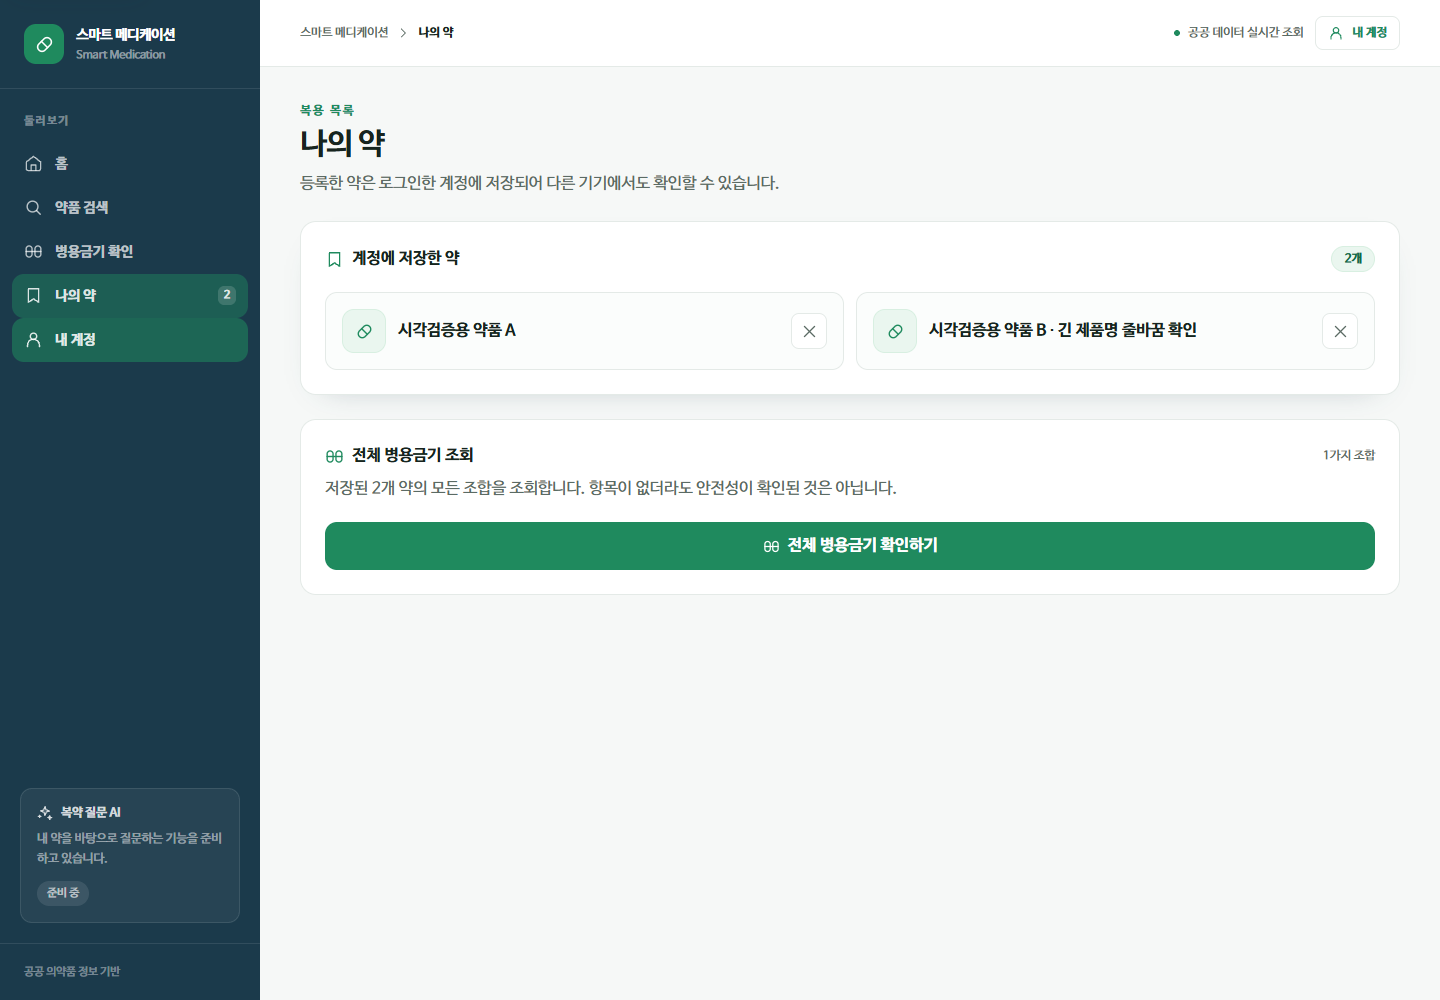 스마트 메디케이션
Smart Medication
둘러보기
홈
약품 검색
병용금기 확인
나의 약 2
내 계정
복약 질문 AI
내 약을 바탕으로 질문하는 기능을 준비
하고 있습니다.
준비 중
공공 의약품 정보 기반
스마트 메디케이션 > 나의 약
공공 데이터 실시간 조회
내 계정
복용 목록
나의 약
등록한 약은 로그인한 계정에 저장되어 다른 기기에서도 확인할 수 있습니다.
계정에 저장한 약
2개
시각검증용 약품 A
시각검증용 약품 B · 긴 제품명 줄바꿈 확인
전체 병용금기 조회
1가지 조합
저장된 2개 약의 모든 조합을 조회합니다. 항목이 없더라도 안전성이 확인된 것은 아닙니다.
전체 병용금기 확인하기